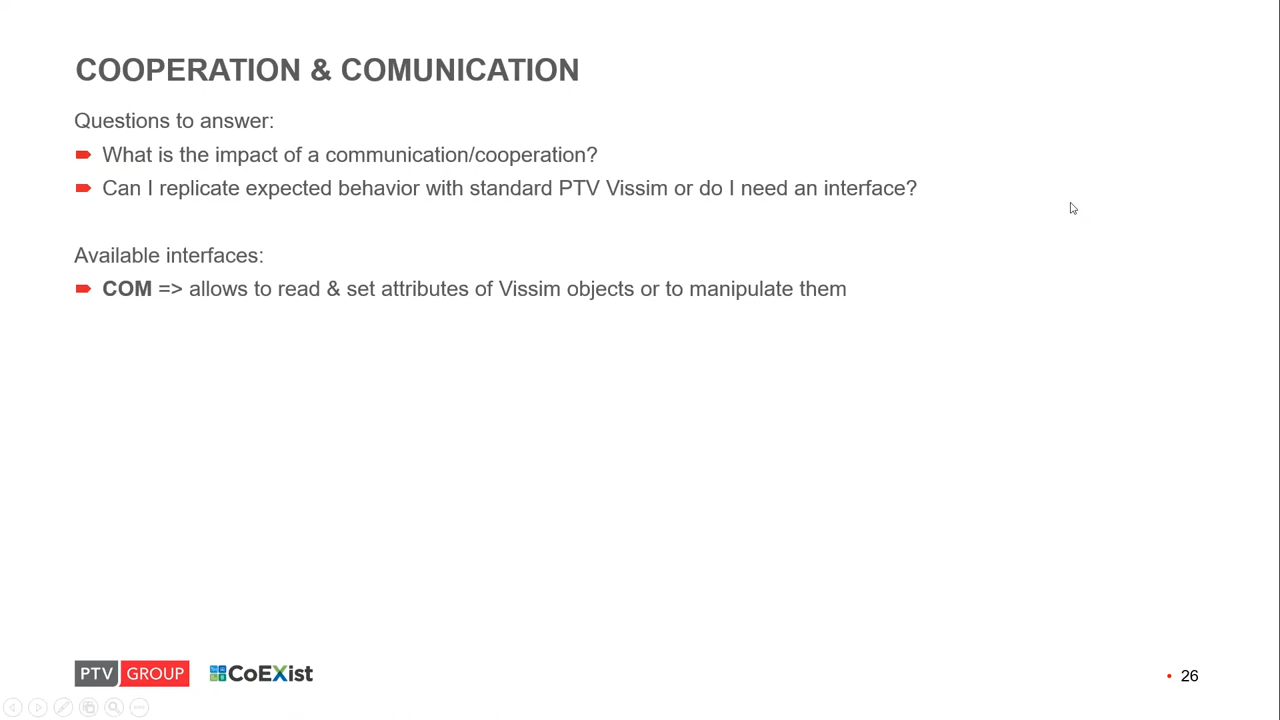 COOPERATION & COMUNICATION
Questions to answer:
What is the impact of a communication/cooperation?
Can I replicate expected behavior with standard PTV Vissim or do I need an interface?
Available interfaces:
COM => allows to read & set attributes of Vissim objects or to manipulate them
PTV GROUP CoEXist
26